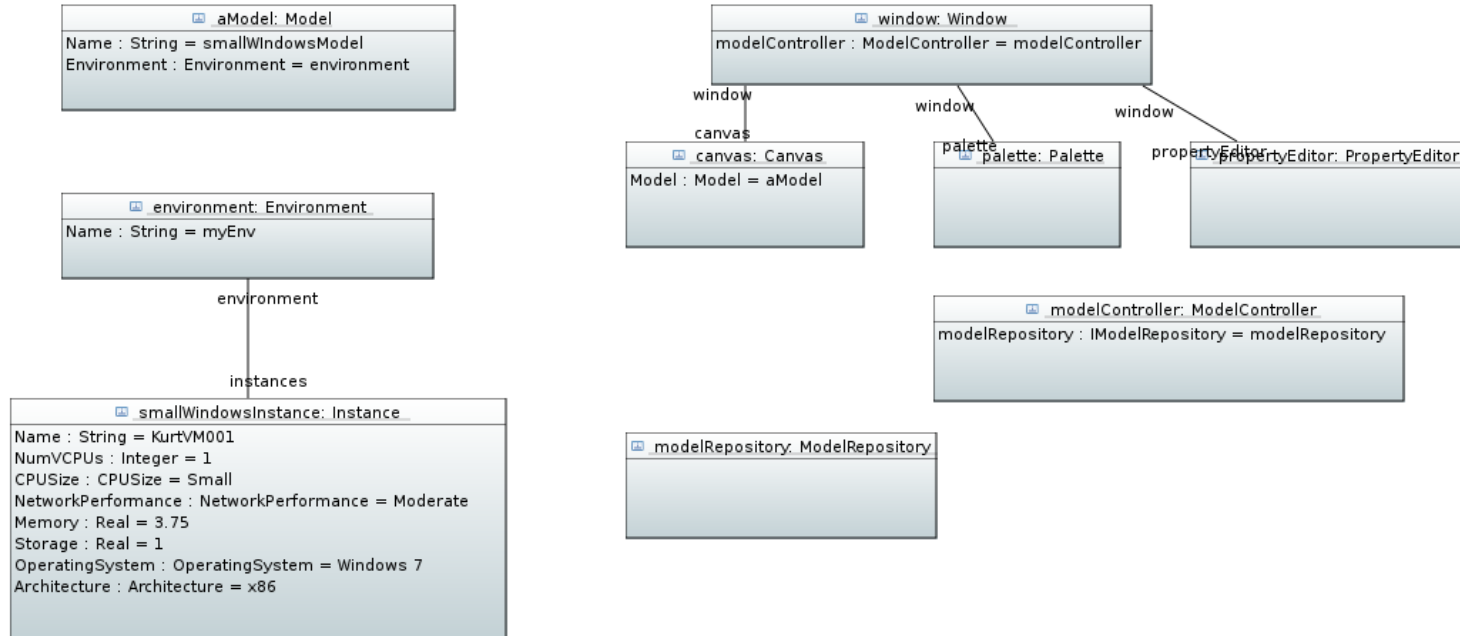 aModel: Model
Name : String = smallWIndowsModel
Environment : Environment = environment
window: Window
modelController : ModelController = modelController
window
window
window
canvas
palette
propertyEditor
canvas: Canvas
Model : Model = aModel
palette: Palette
propertyEditor: PropertyEditor
environment: Environment
Name : String = myEnv
environment
instances
modelController: ModelController
modelRepository : IModelRepository = modelRepository
smallWindowsInstance: Instance
Name : String = KurtVM001
NumVCPUs : Integer = 1
CPUSize : CPUSize = Small
NetworkPerformance : NetworkPerformance = Moderate
Memory : Real = 3.75
Storage : Real = 1
OperatingSystem : OperatingSystem = Windows 7
Architecture : Architecture = x86
modelRepository: ModelRepository